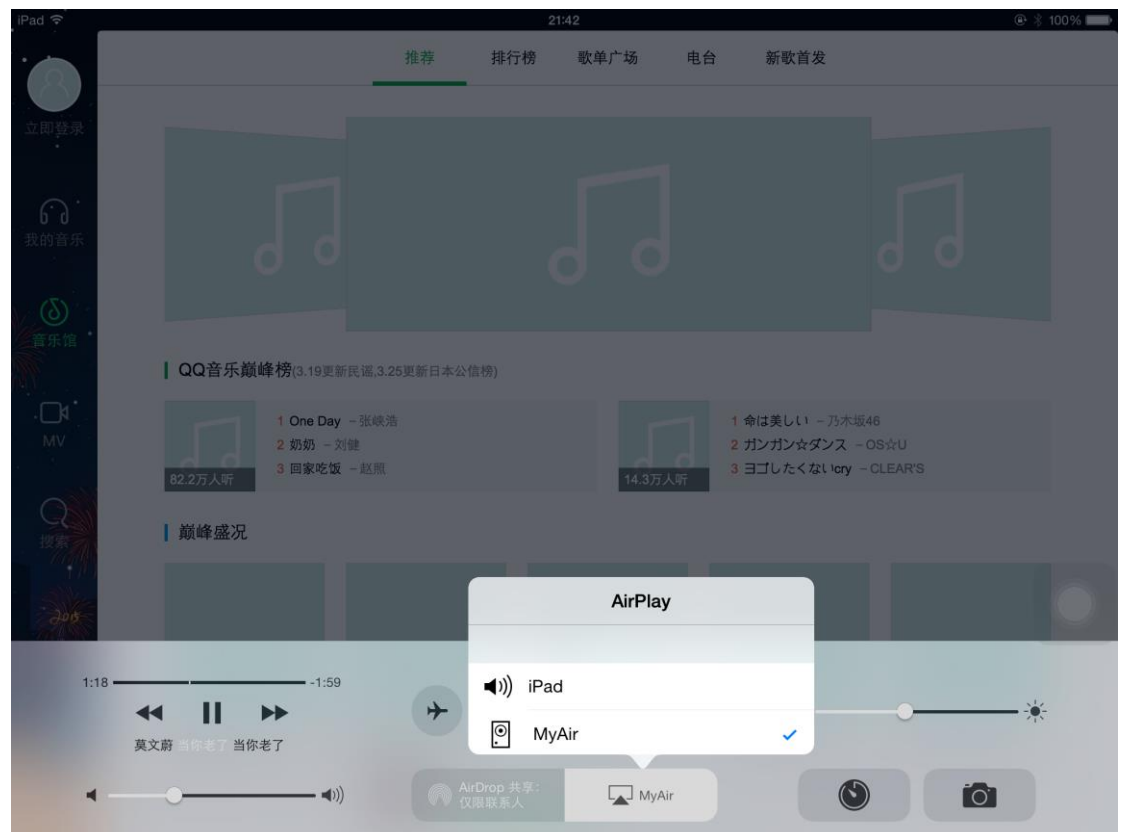 iPad 21:42 100%
推荐 排行榜 歌单广场 电台 新歌首发
立即登录
我的音乐
音乐馆
MV
搜索
2015
QQ音乐巅峰榜(3.19更新民谣,3.25更新日本公信榜)
1 One Day – 张峡浩
2 奶奶 – 刘健
3 回家吃饭 – 赵照
82.2万人听
1 命は美しい – 乃木坂46
2 ガンガン☆ダンス – OS☆U
3 ヨゴしたくないcry – CLEAR'S
14.3万人听
巅峰盛况
AirPlay
iPad
MyAir
1:18 -1:59
莫文蔚 当你老了 当你老了
AirDrop 共享:
仅限联系人
MyAir